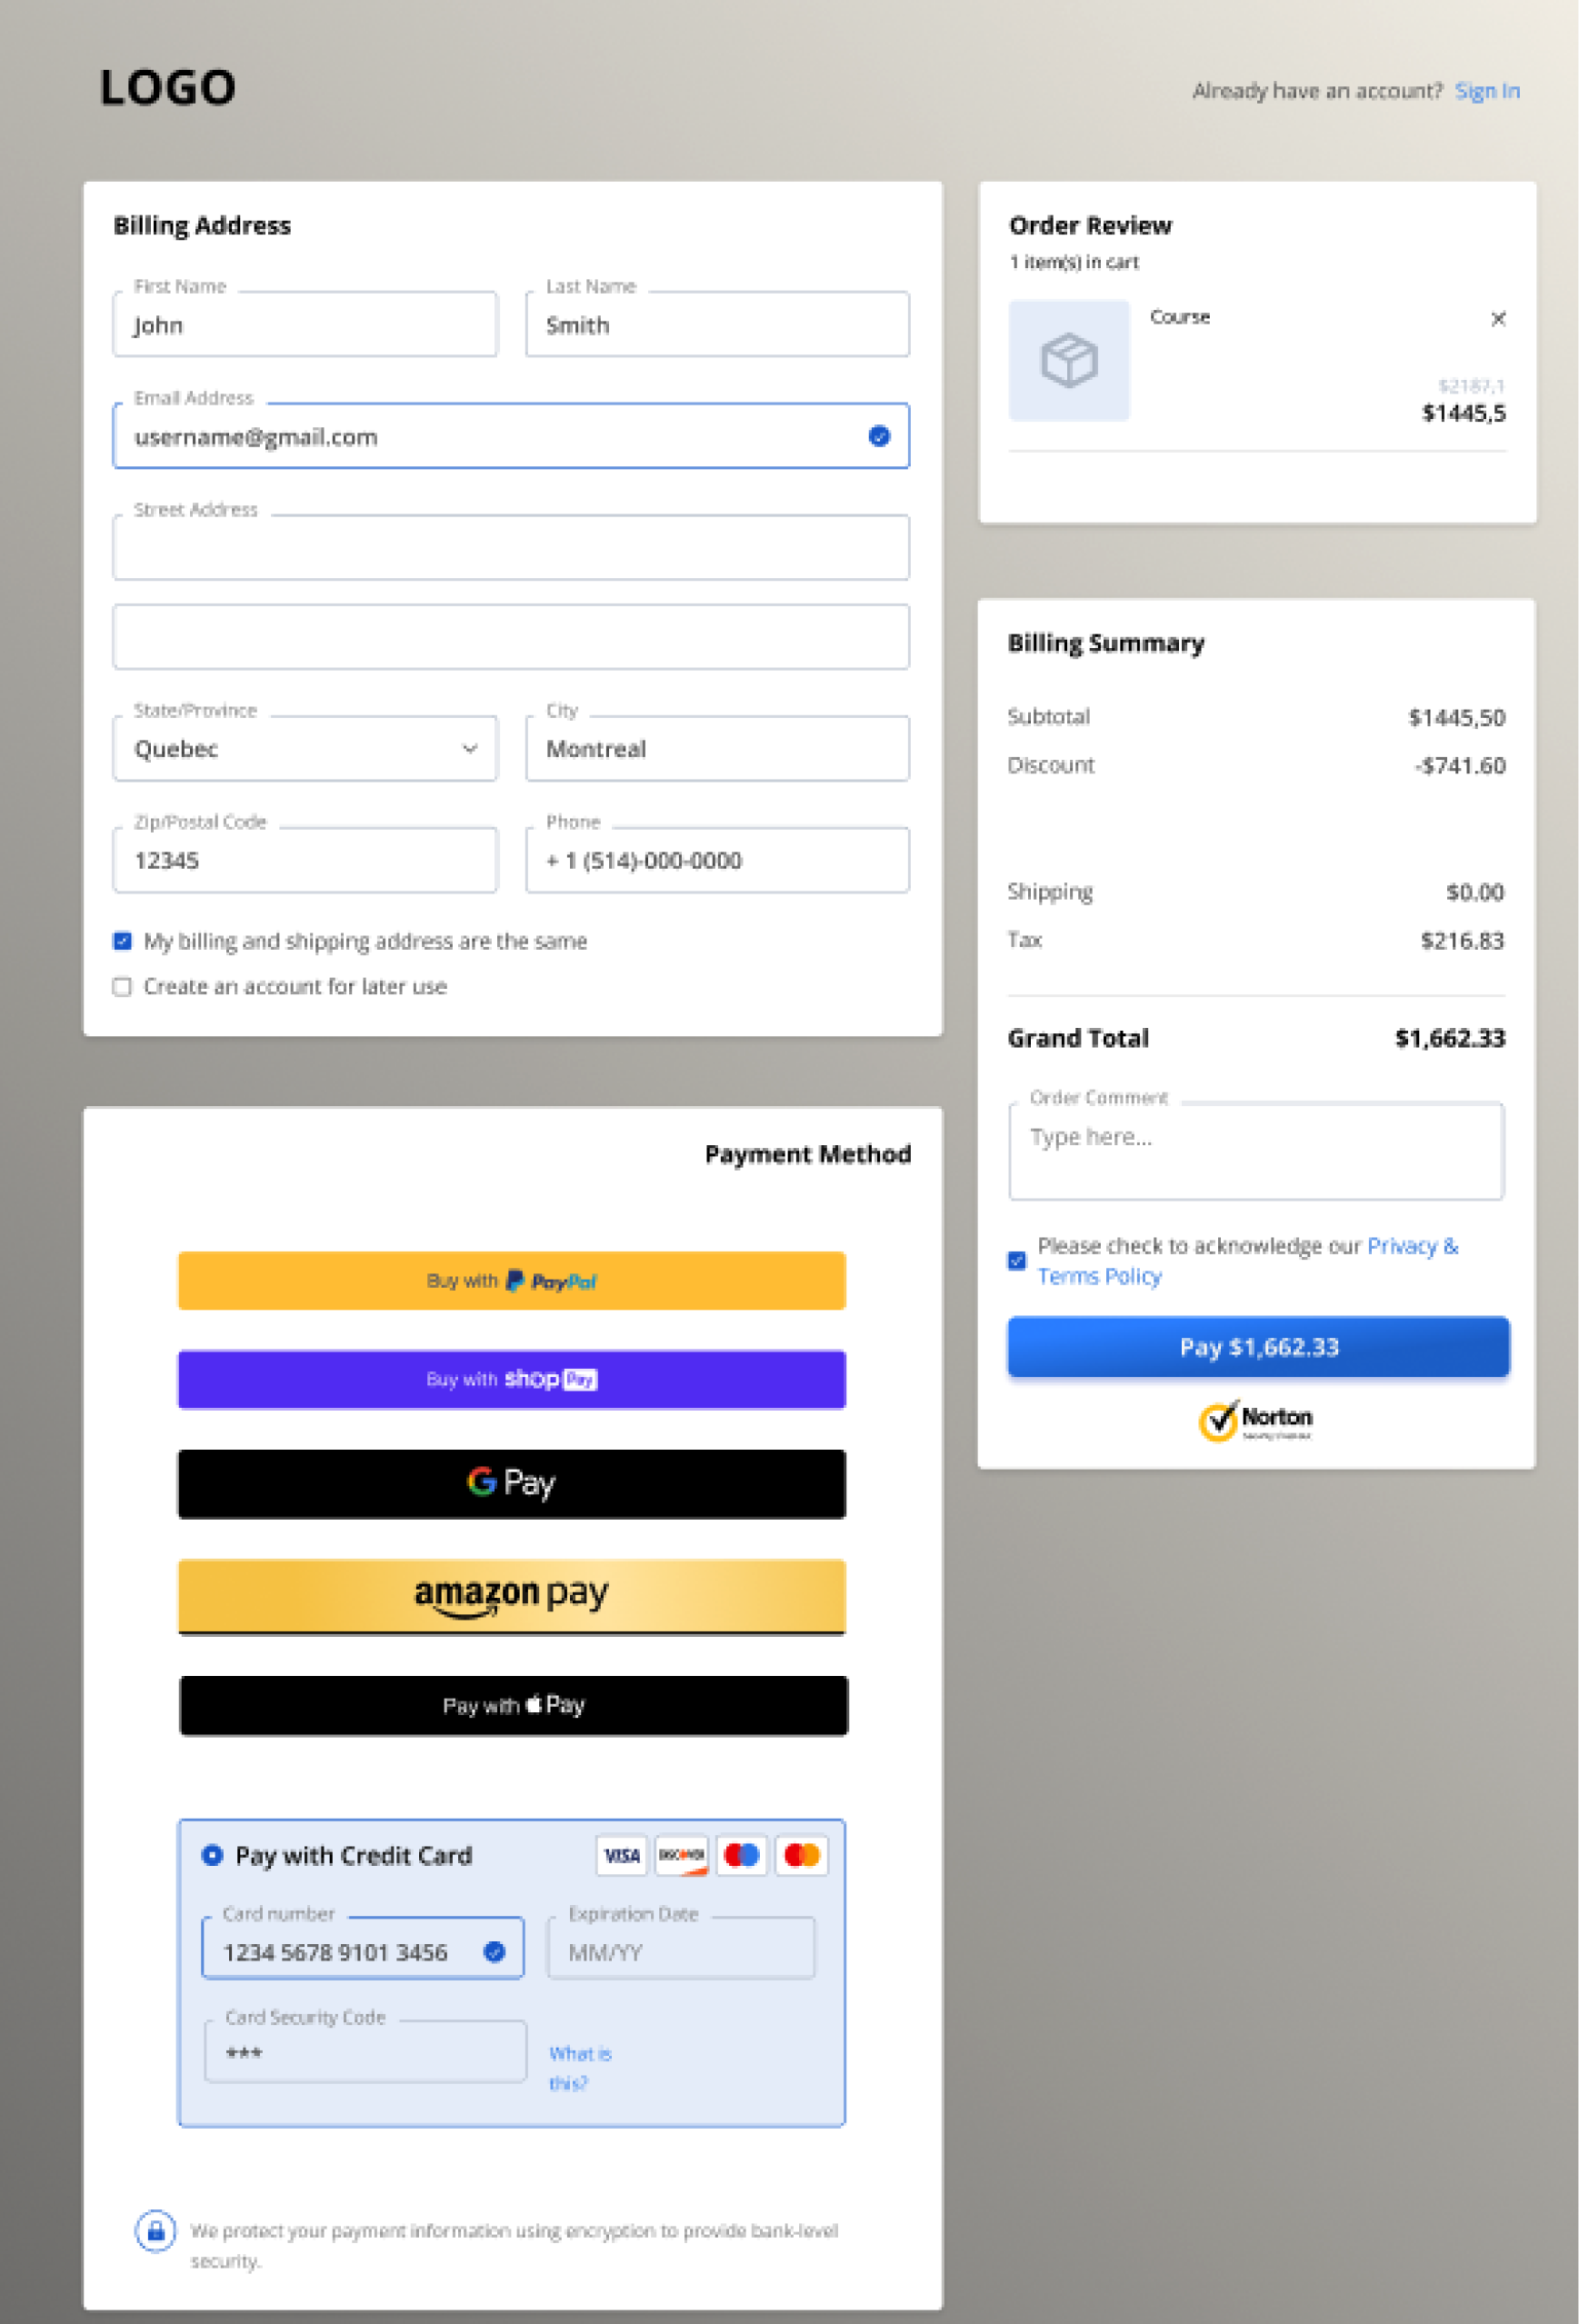 LOGO
Already have an account? Sign In
Billing Address
First Name
John
Last Name
Smith
Email Address
username@gmail.com
Street Address
State/Province
Quebec
City
Montreal
Zip/Postal Code
12345
Phone
+ 1 (514)-000-0000
My billing and shipping address are the same
Create an account for later use
Order Review
1 item(s) in cart
Course
$2187,1
$1445,5
Billing Summary
Subtotal $1445,50
Discount -$741.60
Shipping $0.00
Tax $216.83
Grand Total $1,662.33
Order Comment
Type here...
Please check to acknowledge our Privacy &
Terms Policy
Pay $1,662.33
Norton
Payment Method
Buy with PayPal
Buy with shop Pay
G Pay
amazon pay
Pay with Pay
Pay with Credit Card
VISA DISCOVER
Card number
1234 5678 9101 3456
Expiration Date
MM/YY
Card Security Code
***
What is
this?
We protect your payment information using encryption to provide bank-level
security.